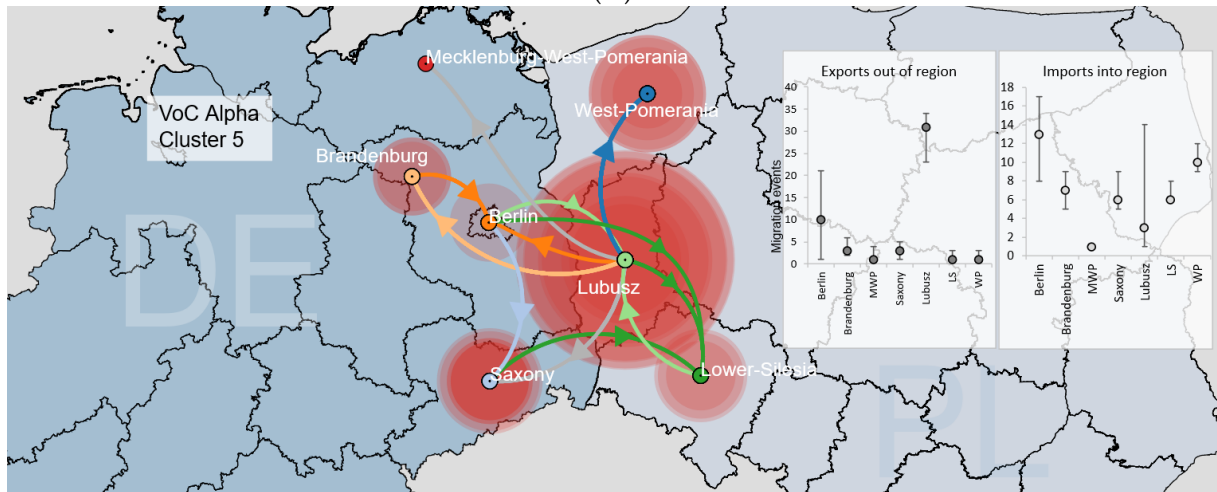 Mecklenburg-West-Pomerania
VoC Alpha
Cluster 5
West-Pomerania
Brandenburg
Berlin
Lubusz
Saxony
Lower-Silesia
DE
PL
Exports out of region
40
35
30
25
20
15
10
5
0
Migration events
Berlin
Brandenburg
MWP
Saxony
Lubusz
LS
WP
Imports into region
18
16
14
12
10
8
6
4
2
0
Berlin
Brandenburg
MWP
Saxony
Lubusz
LS
WP